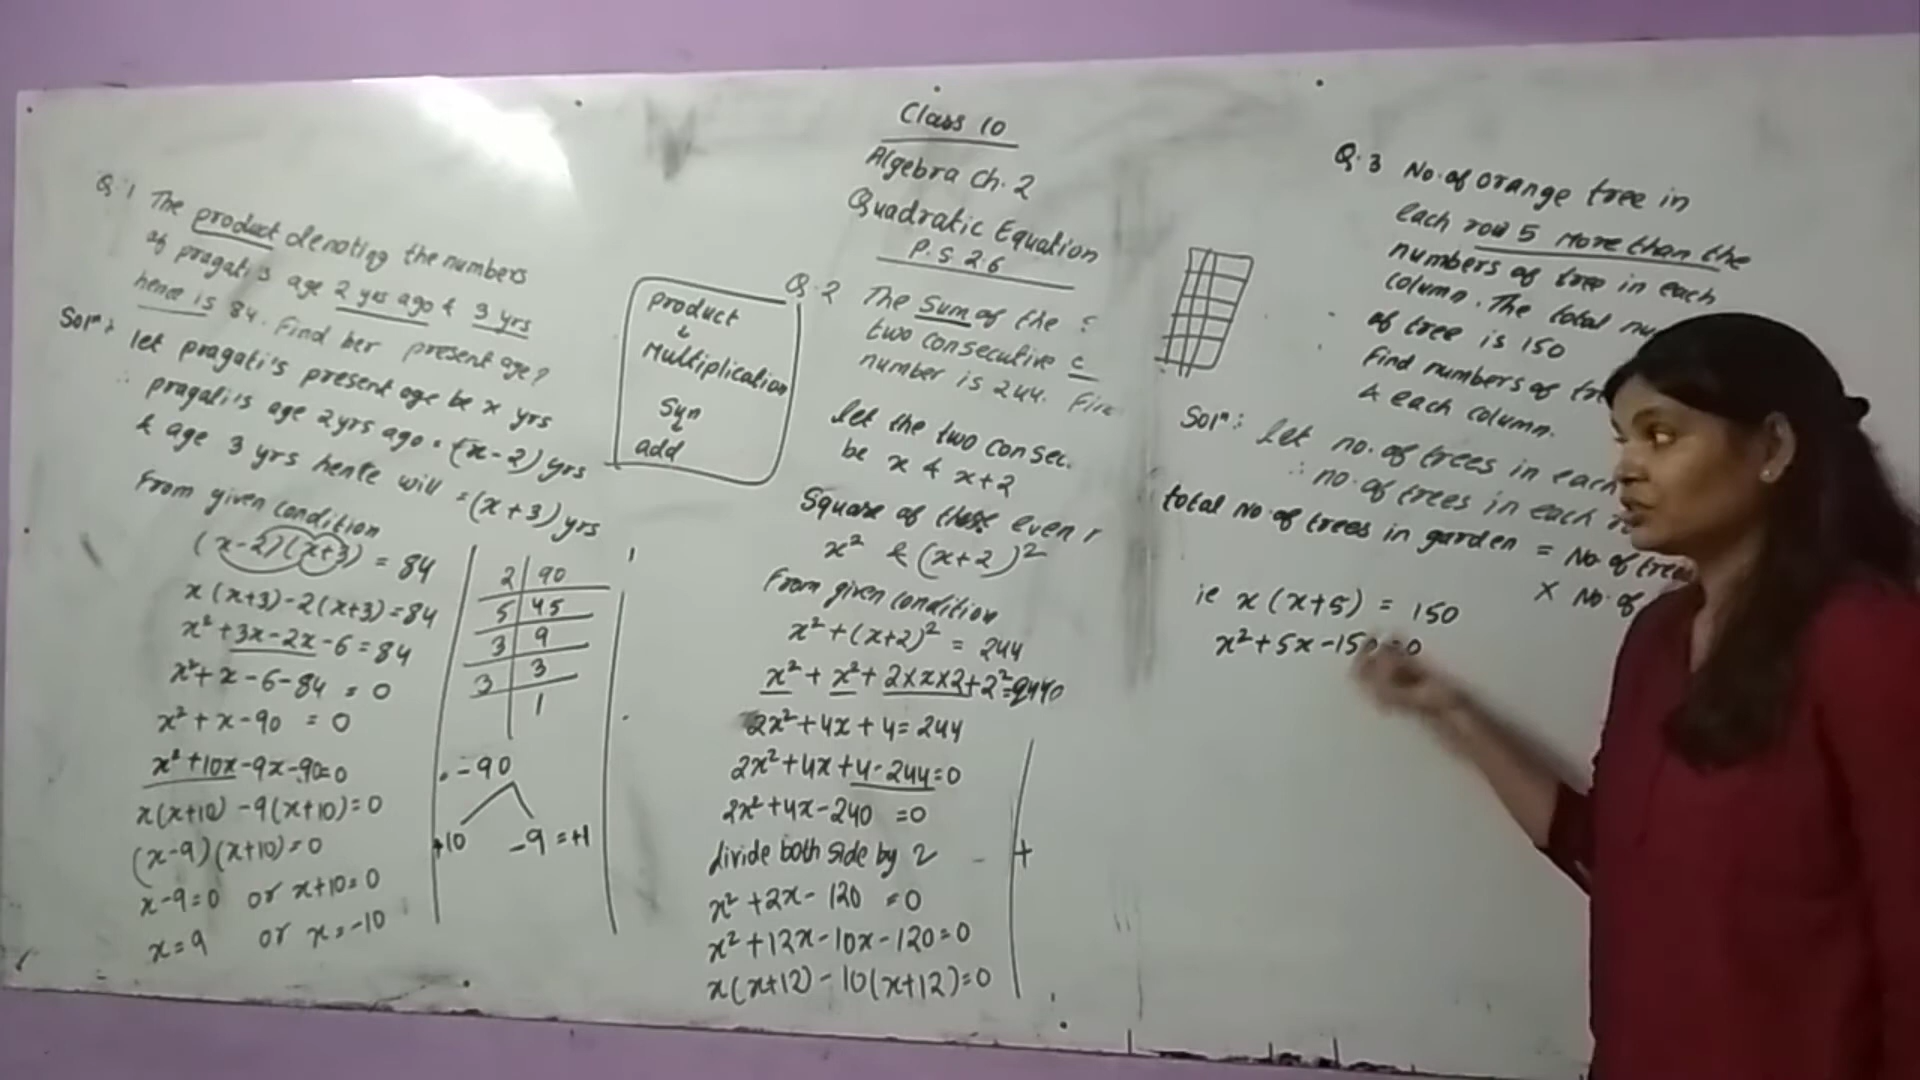 Class 10
Algebra Ch. 2
Quadratic Equation
P.S 2.6
Q.1 The product denoting the numbers
of pragati's age 2 yrs ago & 3 yrs
hence is 84. Find her present age?
Solⁿ: let pragati's present age be x yrs
∴ pragati's age 2yrs ago = (x-2) yrs
& age 3 yrs hence will = (x+3) yrs
From given condition
(x-2)(x+3) = 84
x(x+3)-2(x+3)=84
x²+3x-2x-6=84
x²+x-6-84 = 0
x²+x-90 = 0
x²+10x-9x-90=0
x(x+10)-9(x+10)=0
(x-9)(x+10)=0
x-9=0 or x+10=0
x=9 or x=-10
2 | 90
5 | 45
3 | 9
3 | 3
| 1
-90
+10 -9 = +1
product
↓
Multiplication
Sum
↓
add
Q.2 The Sum of the
two consecutive
number is 244.
let the two consec.
be x & x+2
Square of these even
x² & (x+2)²
From given condition
x²+(x+2)² = 244
x²+x²+2×x×2+2²=244
2x²+4x+4=244
2x²+4x+4-244=0
2x²+4x-240 =0
divide both side by 2
x²+2x-120 =0
x²+12x-10x-120=0
x(x+12)-10(x+12)=0
+
Q.3 No. of orange tree in
each row 5 More than the
numbers of tree in each
column. The total
of tree is 150
Find numbers of
& each column.
Solⁿ: Let no. of trees in each
∴ no. of trees in each
total No. of trees in garden = No. of
× No. of
ie x(x+5) = 150
x²+5x-150=0